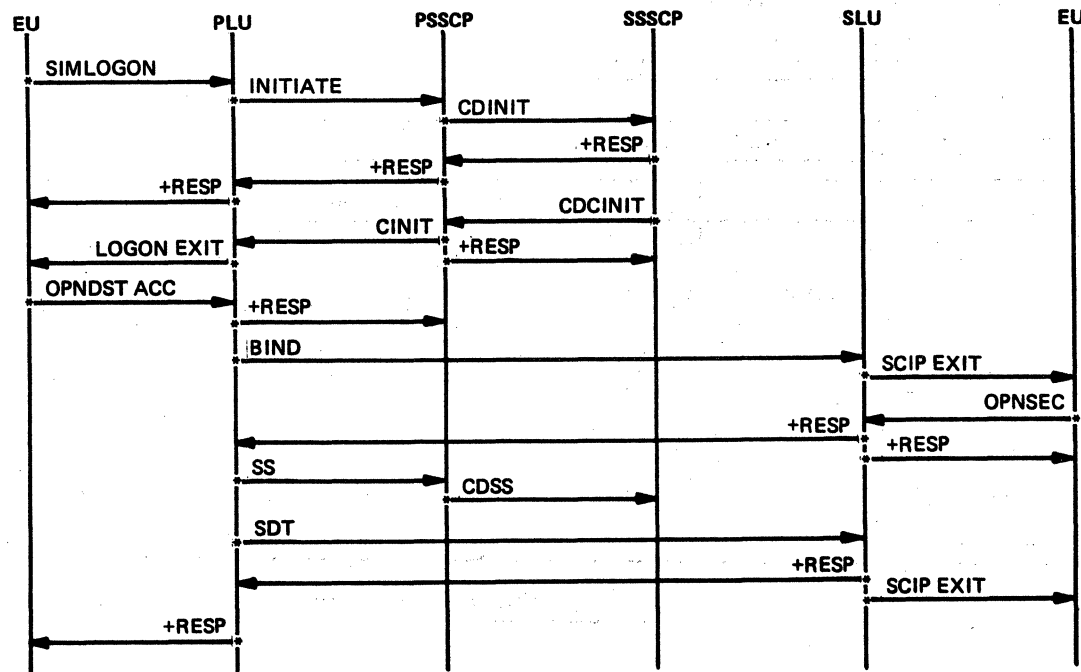 EU PLU PSSCP SSSCP SLU EU
SIMLOGON
INITIATE
CDINIT
+RESP
+RESP
+RESP
CDCINIT
CINIT
+RESP
LOGON EXIT
OPNDST ACC
+RESP
BIND
SCIP EXIT
OPNSEC
+RESP
+RESP
SS
CDSS
SDT
+RESP
SCIP EXIT
+RESP